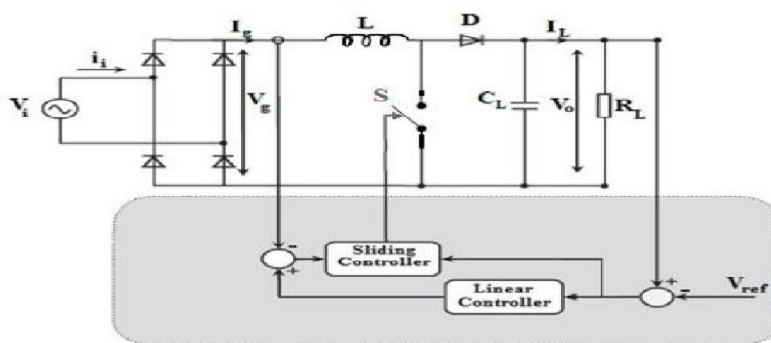 I_g
L
D
I_L
i_i
V_i
V_g
S
C_L
V_o
R_L
-
+
Sliding
Controller
Linear
Controller
+
-
V_ref